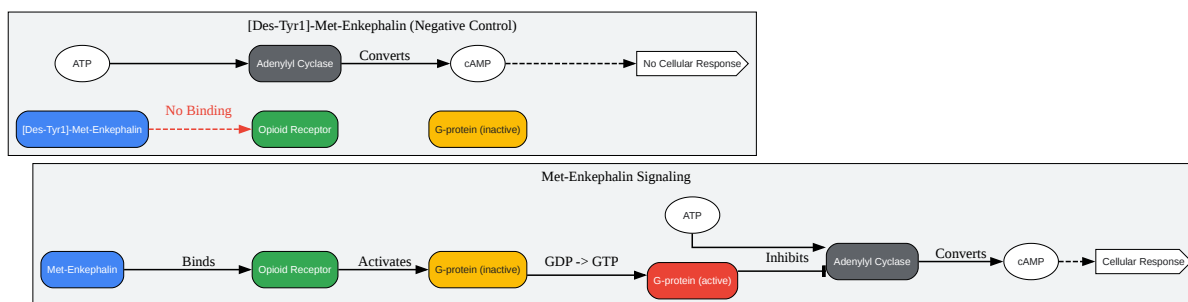 [Des-Tyr1]-Met-Enkephalin (Negative Control)
ATP
Adenylyl Cyclase
Converts
cAMP
No Cellular Response
[Des-Tyr1]-Met-Enkephalin
No Binding
Opioid Receptor
G-protein (inactive)
Met-Enkephalin Signaling
ATP
Met-Enkephalin
Binds
Opioid Receptor
Activates
G-protein (inactive)
GDP -> GTP
G-protein (active)
Inhibits
Adenylyl Cyclase
Converts
cAMP
Cellular Response